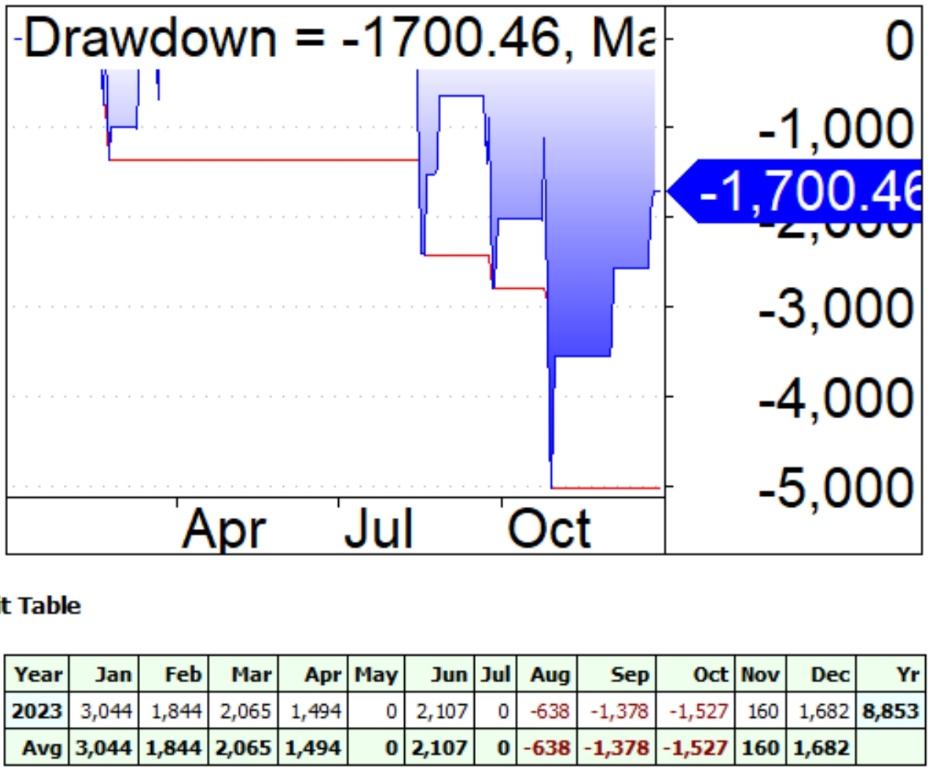 Drawdown = -1700.46, Ma
0
-1,000
-1,700.46
-2,000
-3,000
-4,000
-5,000
Apr Jul Oct
t Table
Year Jan Feb Mar Apr May Jun Jul Aug Sep Oct Nov Dec Yr
2023 3,044 1,844 2,065 1,494 0 2,107 0 -638 -1,378 -1,527 160 1,682 8,853
Avg 3,044 1,844 2,065 1,494 0 2,107 0 -638 -1,378 -1,527 160 1,682